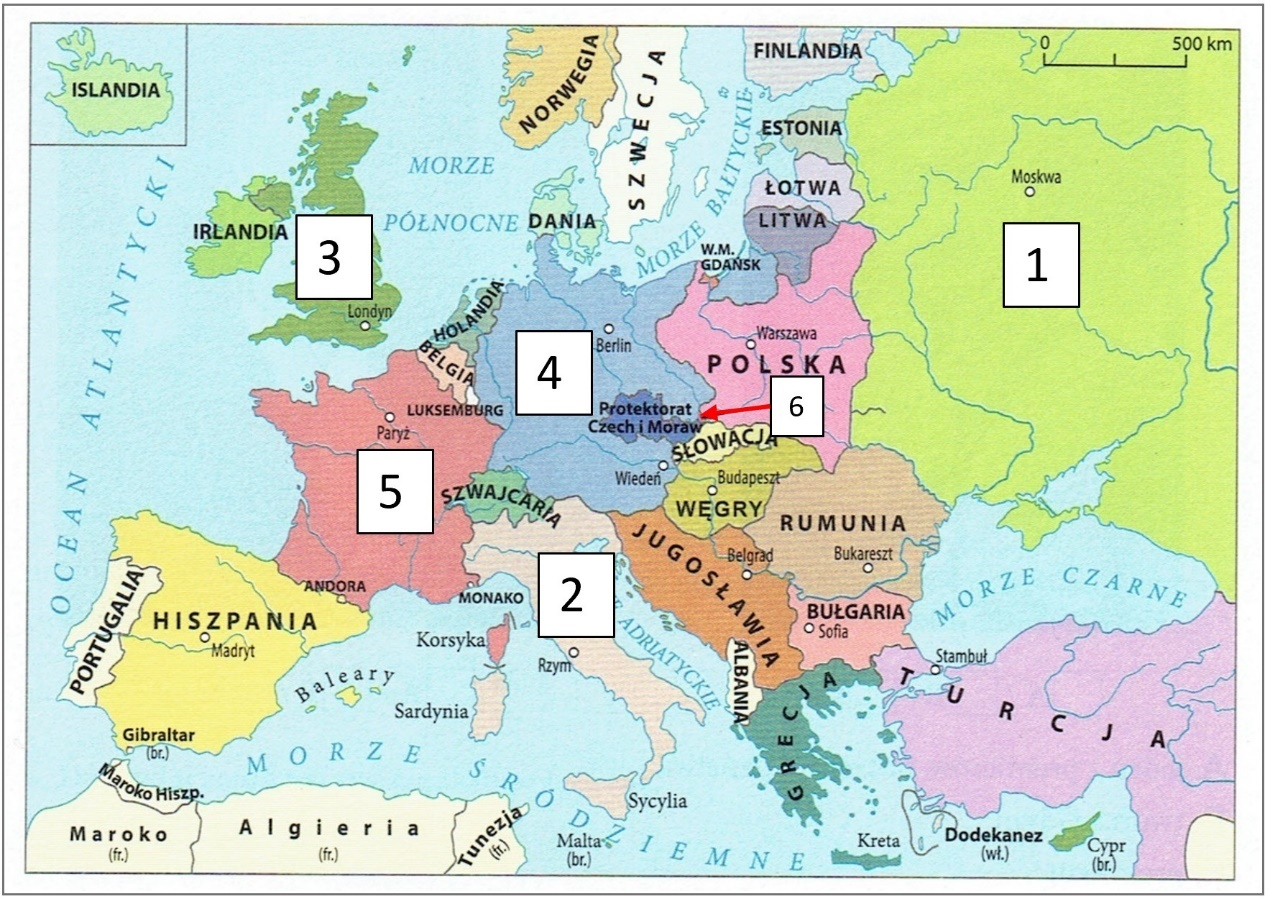 ISLANDIA
NORWEGIA
SZWECJA
FINLANDIA
0 500 km
ESTONIA
MORZE BAŁTYCKIE
ŁOTWA
LITWA
Moskwa
1
OCEAN ATLANTYCKI
MORZE
PÓŁNOCNE
DANIA
IRLANDIA
3
Londyn
W.M.
GDAŃSK
HOLANDIA
BELGIA
4
Berlin
Warszawa
POLSKA
6
LUKSEMBURG
Paryż
Protektorat
Czech i Moraw
SŁOWACJA
5
SZWAJCARIA
Wiedeń
Budapeszt
WĘGRY
RUMUNIA
Bukareszt
JUGOSŁAWIA
Belgrad
MORZE CZARNE
ANDORA
MONAKO
2
E ADRIATYCKIE
BUŁGARIA
Sofia
PORTUGALIA
HISZPANIA
Madryt
Korsyka
Rzym
ALBANIA
Stambuł
TURCJA
Baleary
Sardynia
GRECJA
Gibraltar
(br.)
MORZE ŚRÓDZIEMNE
Maroko Hiszp.
Maroko
(fr.)
Algieria
(fr.)
Tunezja
(fr.)
Sycylia
Malta
(br.)
Kreta
Dodekanez
(wł.)
Cypr
(br.)